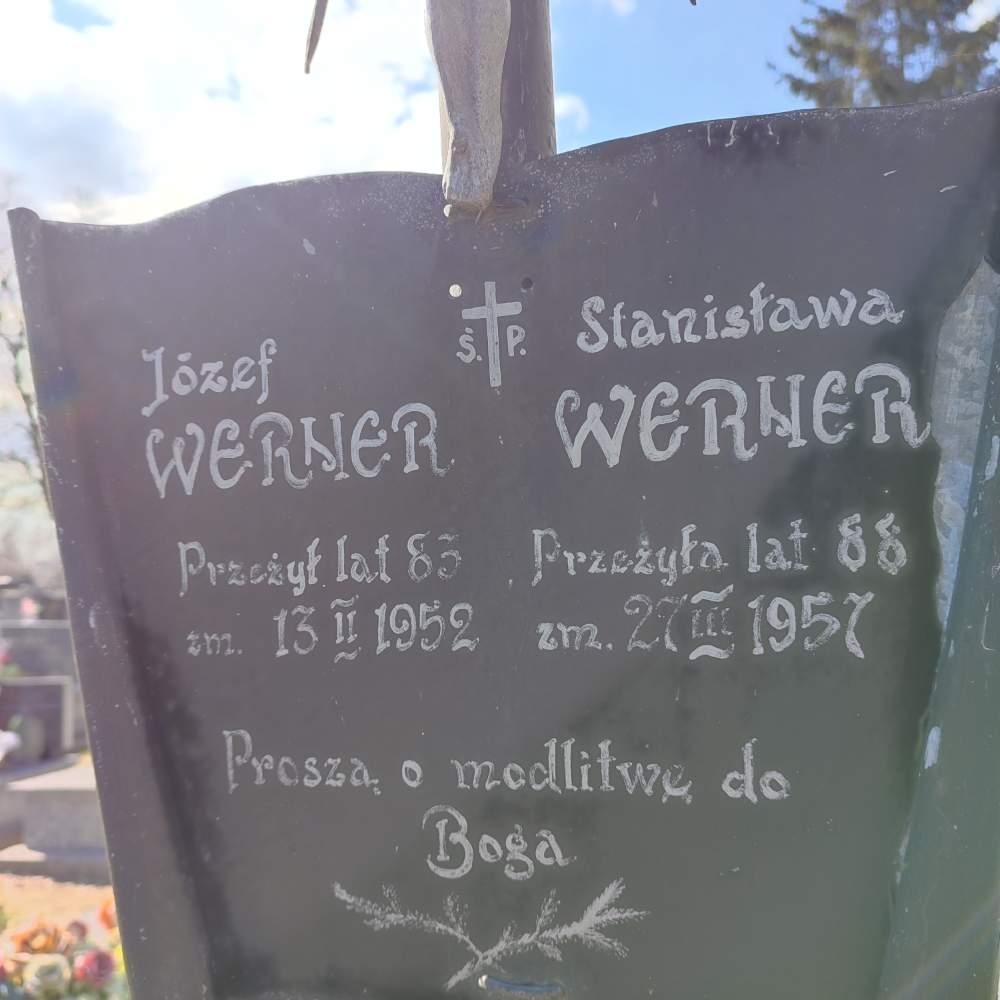 Ś. P.
Józef
WERNER
Przeżył lat 83
zm. 13 II 1952
Stanisława
WERNER
Przeżyła lat 88
zm. 27 III 1957
Proszą o modlitwę do
Boga